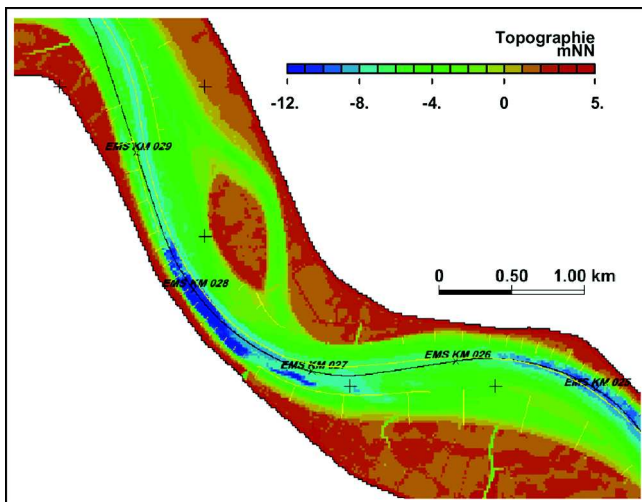 Topographie
mNN
-12. -8. -4. 0 5.
EMS KM 029
EMS KM 028
0 0.50 1.00 km
EMS KM 027
EMS KM 026
EMS KM 025